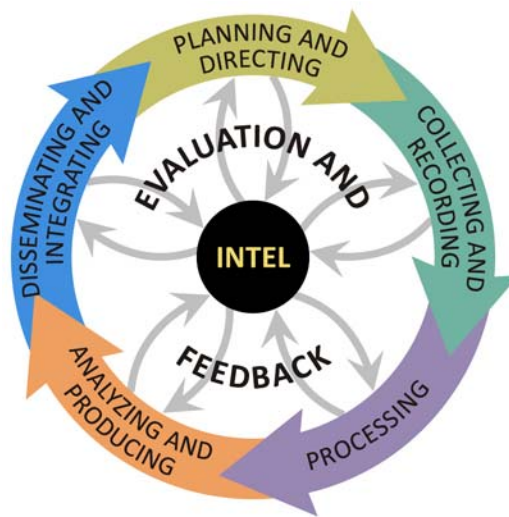 PLANNING AND
DIRECTING
COLLECTING AND
RECORDING
PROCESSING
ANALYZING AND
PRODUCING
DISSEMINATING AND
INTEGRATING
EVALUATION AND
INTEL
FEEDBACK